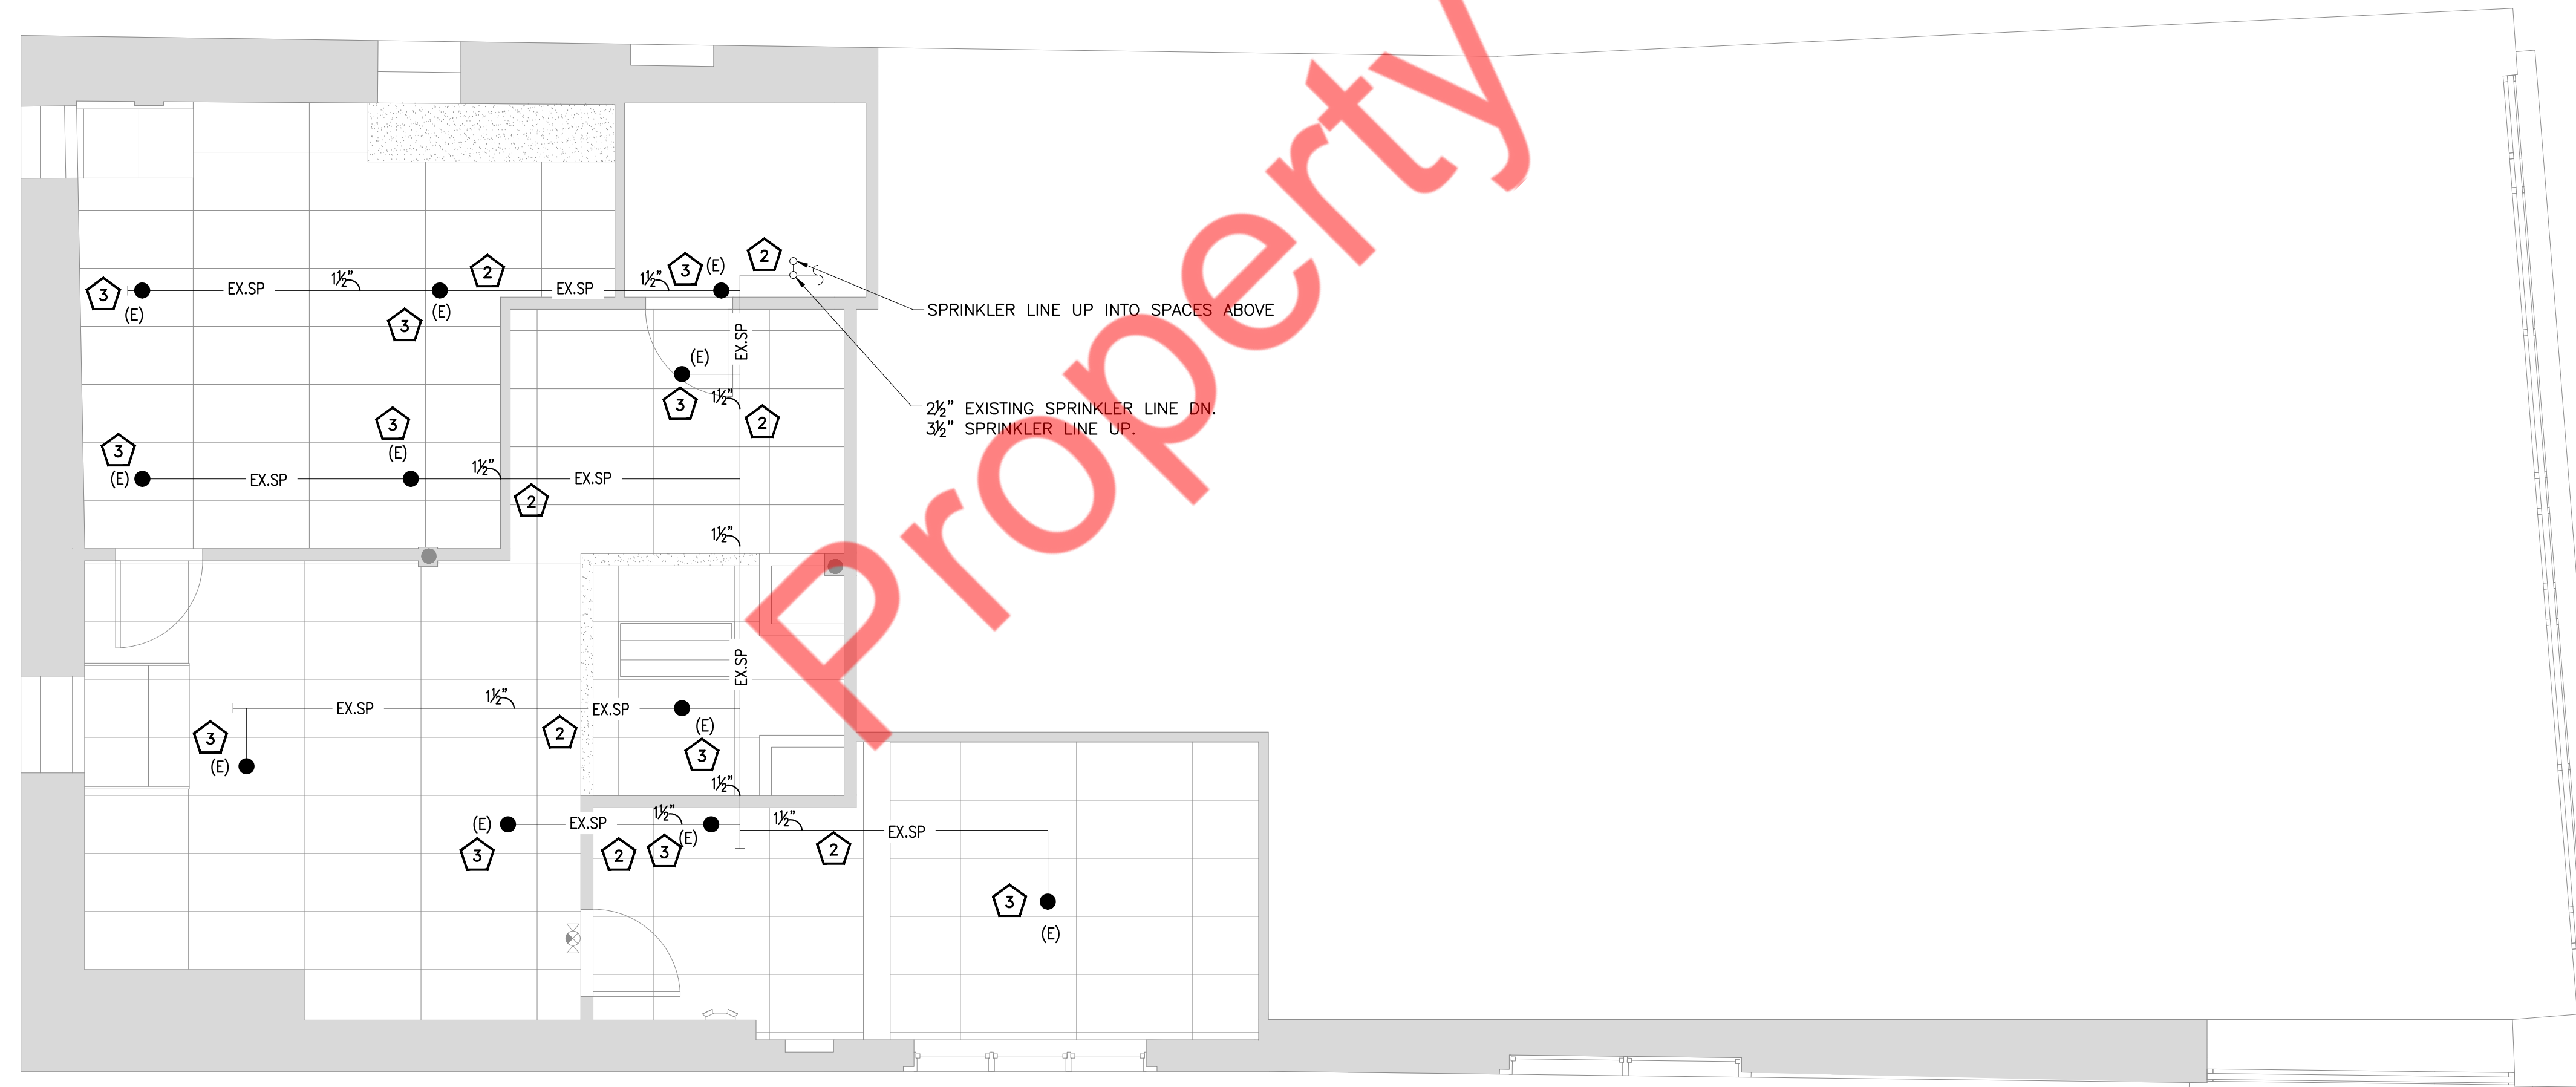 Property
2 (E)
3 2
3 EX.SP 1½" EX.SP 1½" 
(E) (E) 3
SPRINKLER LINE UP INTO SPACES ABOVE
EX.SP
(E)
1½"
3 2
2½" EXISTING SPRINKLER LINE DN.
3½" SPRINKLER LINE UP.
3
3 (E)
1½"
(E) EX.SP EX.SP
2
1½"
EX.SP
1½"
EX.SP EX.SP
3 2 (E)
(E) 3
1½"
1½" 1½"
(E) EX.SP EX.SP
(E)
3 2 3 2
3
(E)